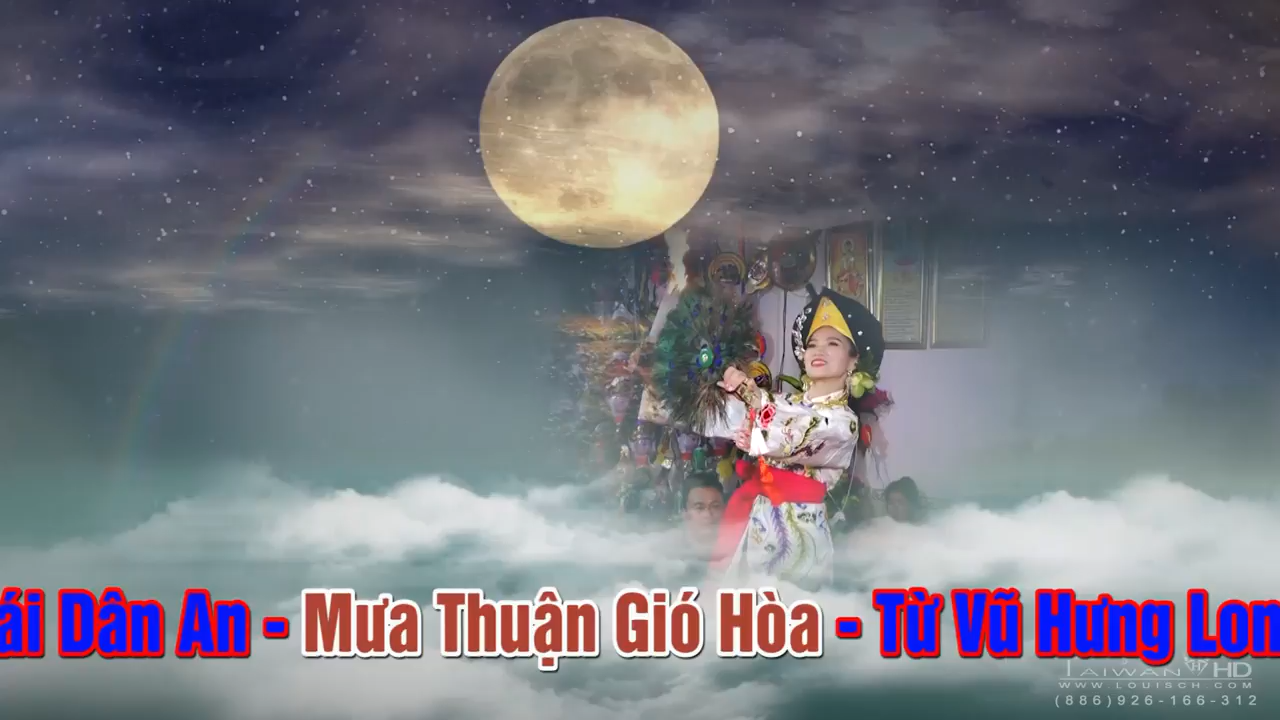 ái Dân An - Mưa Thuận Gió Hòa - Từ Vũ Hưng Lon
TAIWAN HD
WWW.LOUISCH.COM
(886)926-166-312